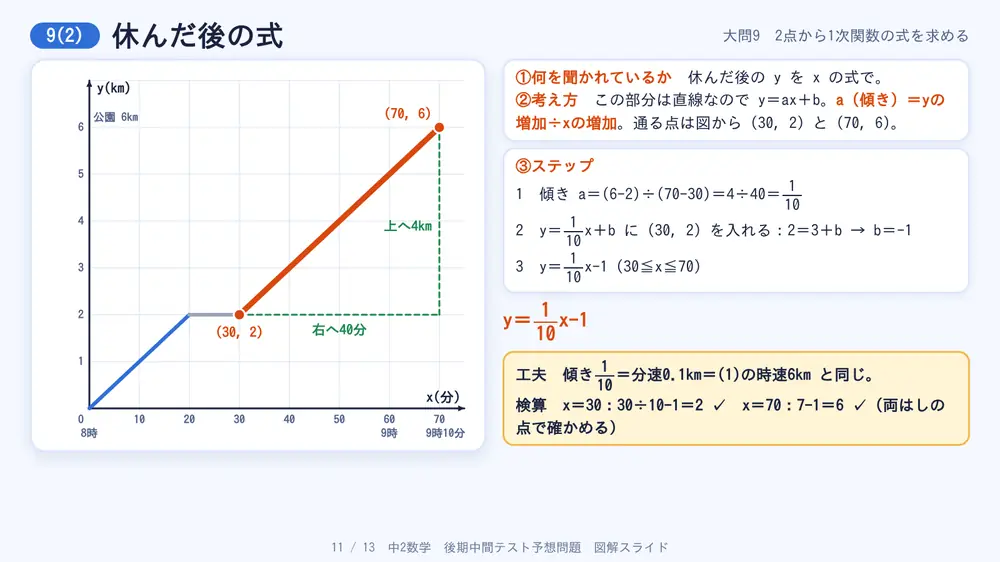 9(2) 休んだ後の式
大問9 2点から1次関数の式を求める
y(km)
公園 6km
6
5
4
3
2
1
(70, 6)
上へ4km
(30, 2)
右へ40分
x(分)
0 10 20 30 40 50 60 70
8時 9時 9時10分
①何を聞かれているか 休んだ後の y を x の式で。
②考え方 この部分は直線なので y=ax+b。a（傾き）=yの
増加÷xの増加。通る点は図から (30, 2) と (70, 6)。
③ステップ
1 傾き a=(6-2)÷(70-30)=4÷40=1/10
2 y=1/10x+b に (30, 2) を入れる：2=3+b → b=-1
3 y=1/10x-1 (30≦x≦70)
y=1/10x-1
工夫 傾き1/10=分速0.1km=(1)の時速6km と同じ。
検算 x=30：30÷10-1=2 ✓ x=70：7-1=6 ✓（両はしの
点で確かめる）
11 / 13 中2数学 後期中間テスト予想問題 図解スライド